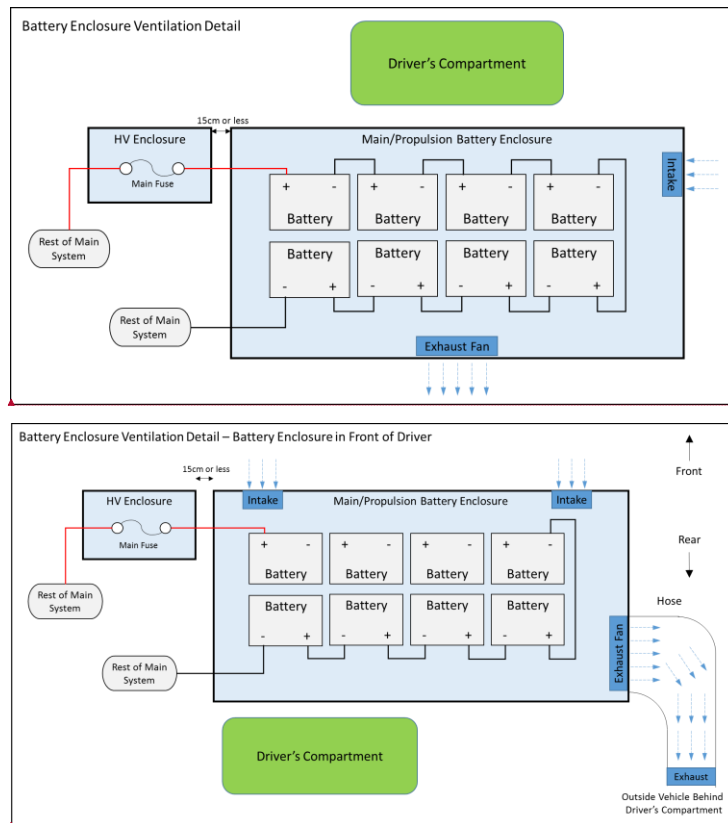 Battery Enclosure Ventilation Detail
Driver's Compartment
15cm or less
HV Enclosure
Main/Propulsion Battery Enclosure
Main Fuse
Intake
+ - + - + - + -
Battery Battery Battery Battery
Rest of Main
System
Battery Battery Battery Battery
- + - + - + - +
Rest of Main
System
Exhaust Fan
Battery Enclosure Ventilation Detail – Battery Enclosure in Front of Driver
15cm or less
Front
HV Enclosure
Intake
Main/Propulsion Battery Enclosure
Intake
Main Fuse
+ - + - + - + -
Battery Battery Battery Battery
Rear
Rest of Main
System
Battery Battery Battery Battery
- + - + - + - +
Hose
Exhaust Fan
Rest of Main
System
Driver's Compartment
Exhaust
Outside Vehicle Behind
Driver's Compartment